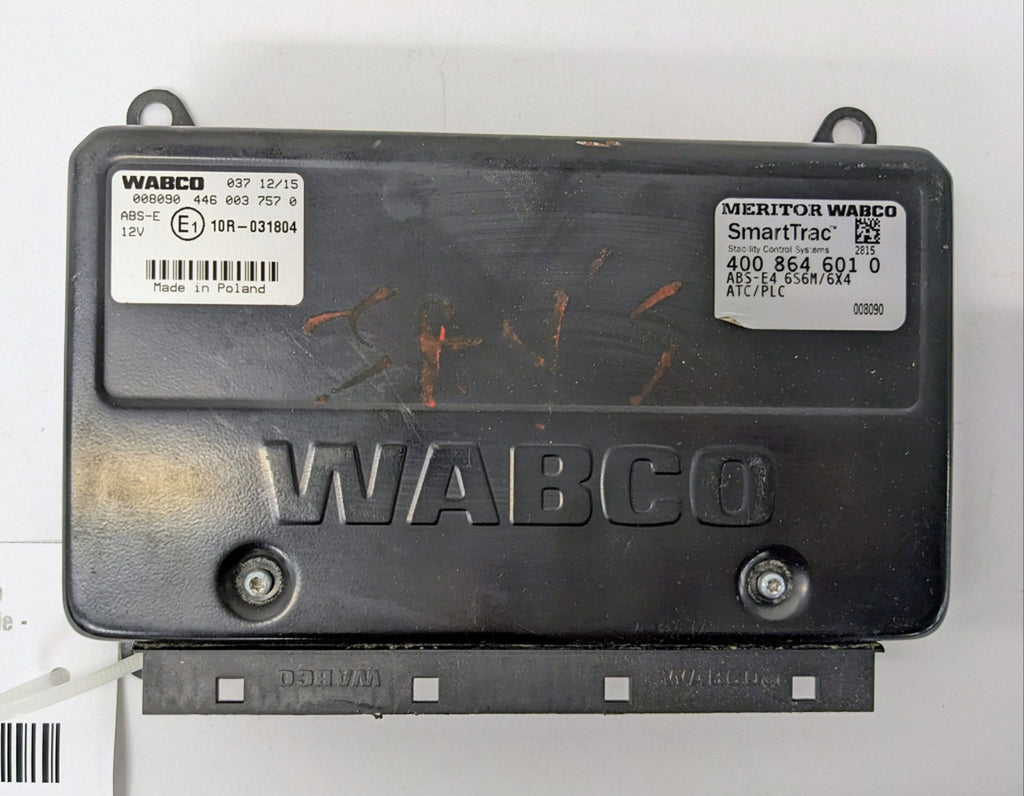 WABCO 037 12/15
008090 446 003 757 0
ABS-E
12V
E1 10R-031804
Made in Poland
MERITOR WABCO
SmartTrac™
Stability Control Systems 2815
400 864 601 0
ABS-E4 6S6M/6X4
ATC/PLC
008090
WABCO
WABCO
WABCO